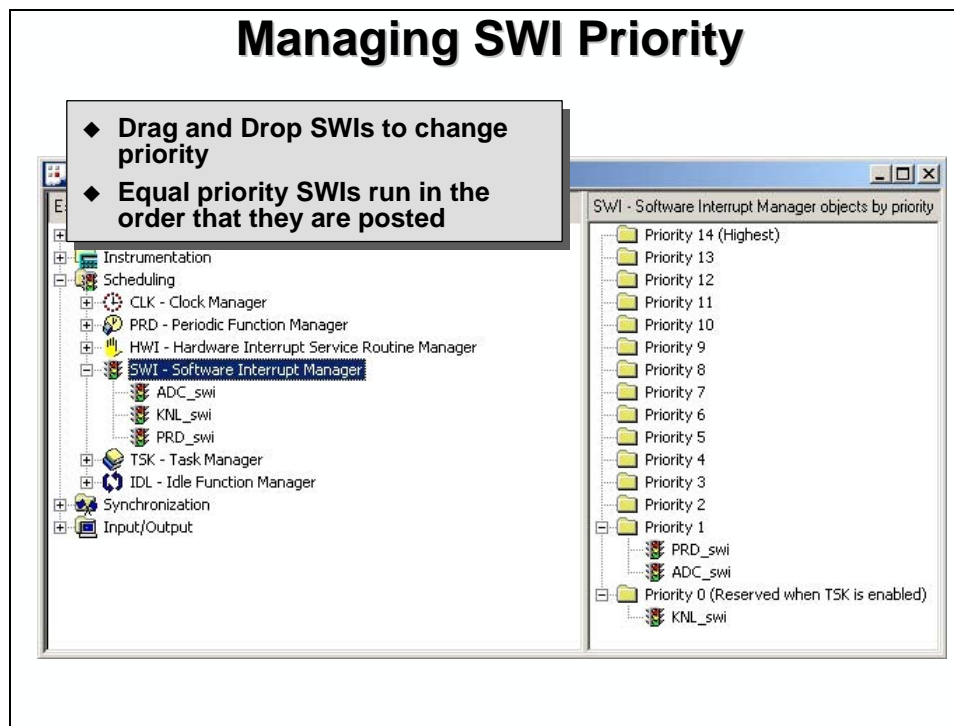 Managing SWI Priority
◆ Drag and Drop SWIs to change
priority
◆ Equal priority SWIs run in the
order that they are posted
SWI - Software Interrupt Manager objects by priority
Instrumentation
Scheduling
CLK - Clock Manager
PRD - Periodic Function Manager
HWI - Hardware Interrupt Service Routine Manager
SWI - Software Interrupt Manager
ADC_swi
KNL_swi
PRD_swi
TSK - Task Manager
IDL - Idle Function Manager
Synchronization
Input/Output
Priority 14 (Highest)
Priority 13
Priority 12
Priority 11
Priority 10
Priority 9
Priority 8
Priority 7
Priority 6
Priority 5
Priority 4
Priority 3
Priority 2
Priority 1
PRD_swi
ADC_swi
Priority 0 (Reserved when TSK is enabled)
KNL_swi